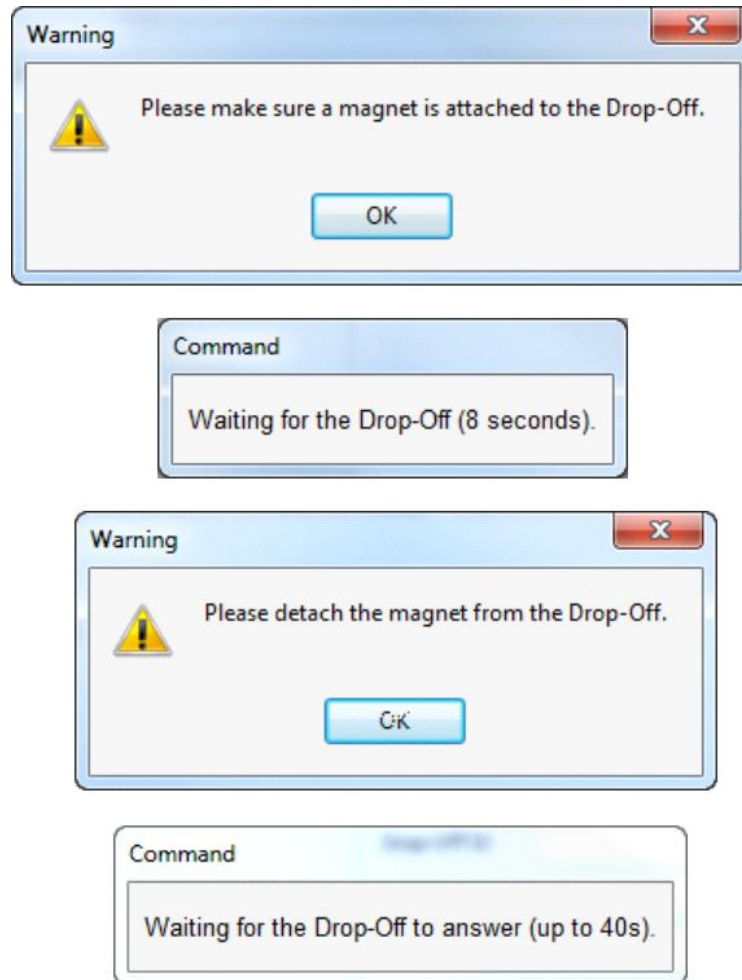 Warning
Please make sure a magnet is attached to the Drop-Off.
OK
Command
Waiting for the Drop-Off (8 seconds).
Warning
Please detach the magnet from the Drop-Off.
OK
Command
Waiting for the Drop-Off to answer (up to 40s).